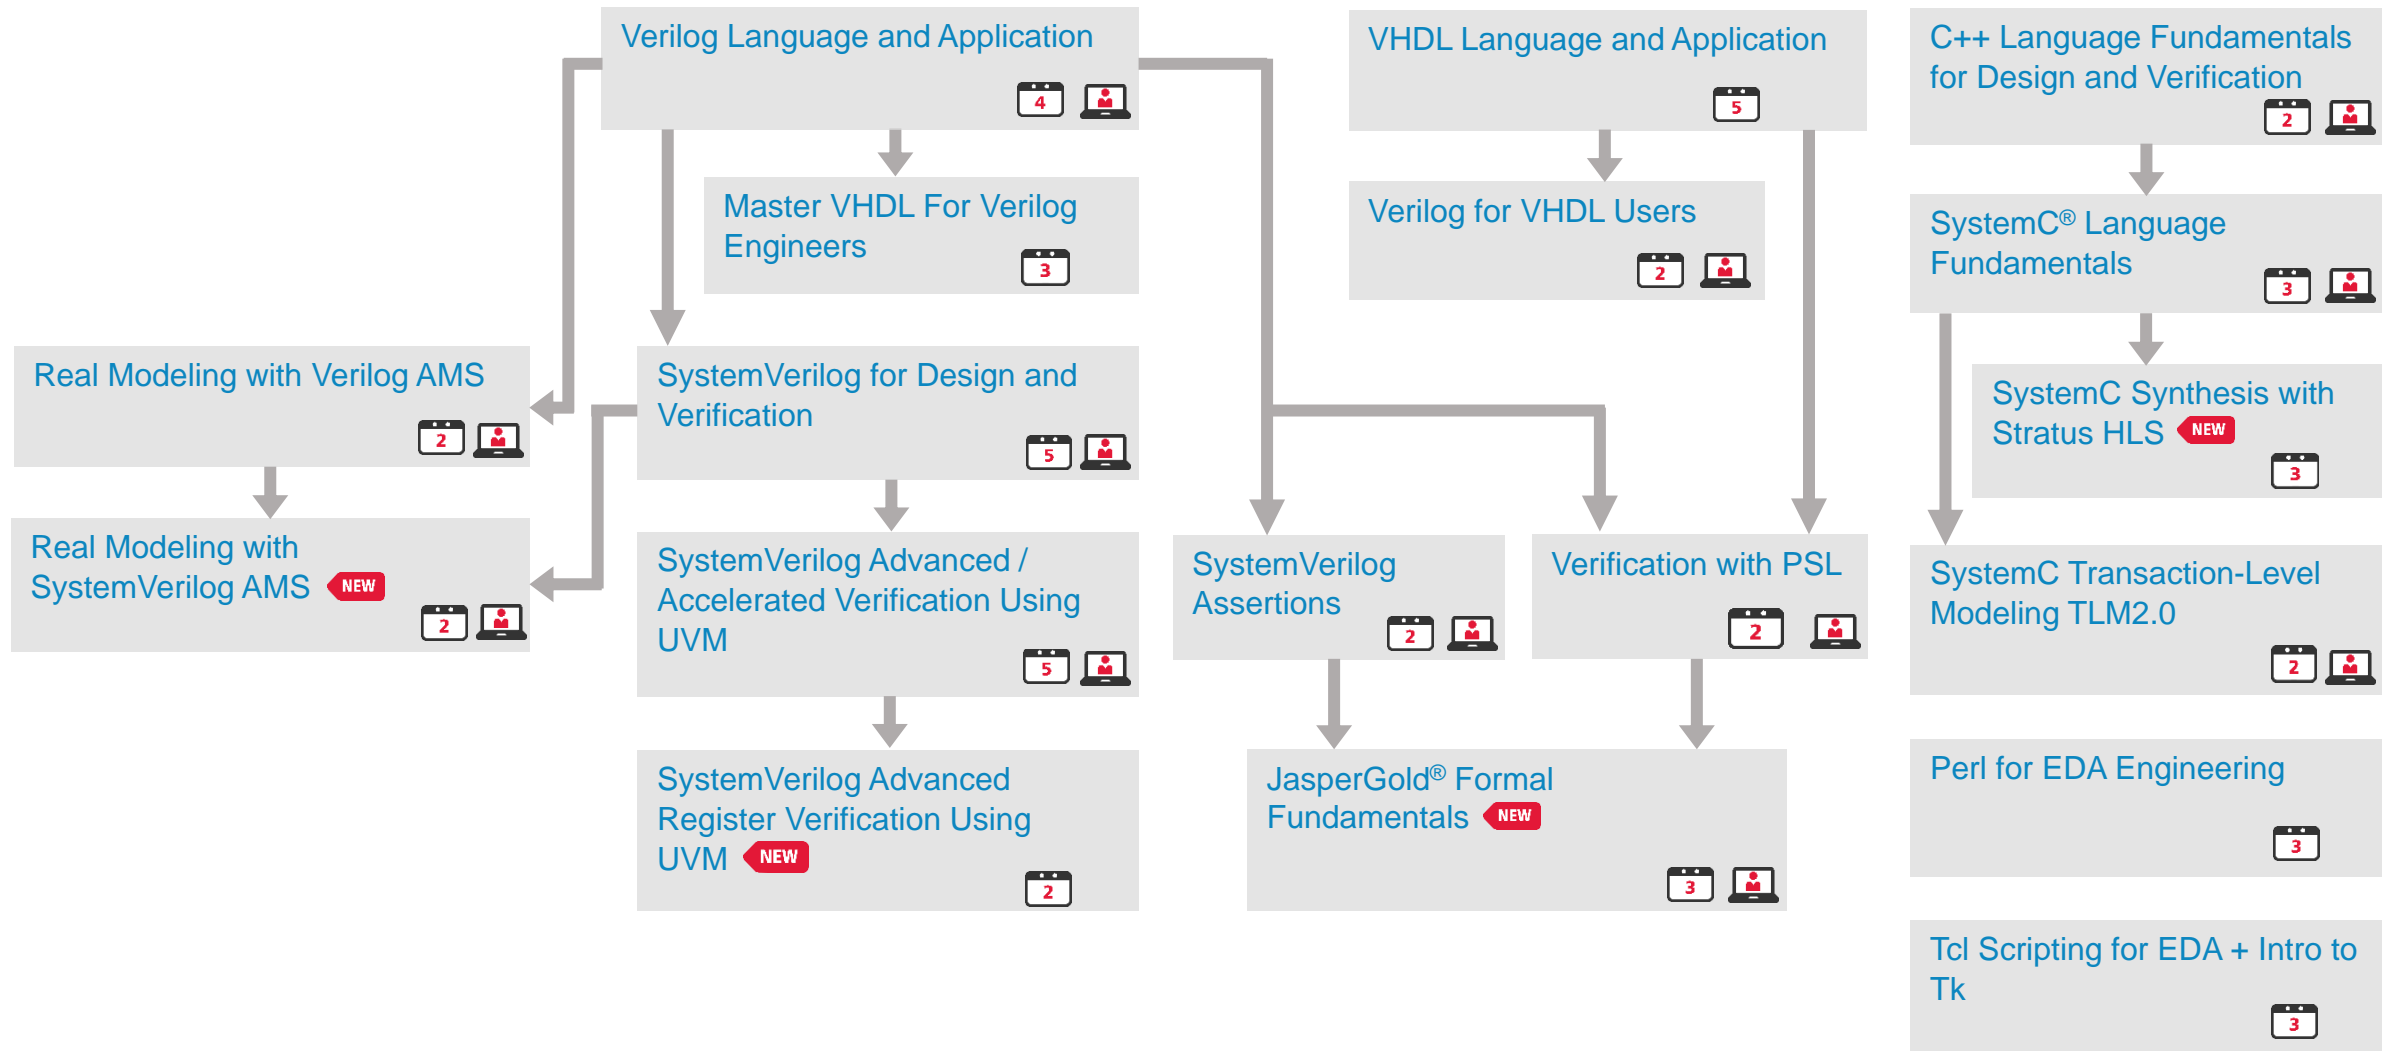 Verilog Language and Application
4
Master VHDL For Verilog
Engineers
3
Real Modeling with Verilog AMS
2
SystemVerilog for Design and
Verification
5
Real Modeling with
SystemVerilog AMS NEW
2
SystemVerilog Advanced /
Accelerated Verification Using
UVM
5
SystemVerilog Advanced
Register Verification Using
UVM NEW
2
VHDL Language and Application
5
Verilog for VHDL Users
2
SystemVerilog
Assertions
2
Verification with PSL
2
JasperGold® Formal
Fundamentals NEW
3
C++ Language Fundamentals
for Design and Verification
2
SystemC® Language
Fundamentals
3
SystemC Synthesis with
Stratus HLS NEW
3
SystemC Transaction-Level
Modeling TLM2.0
2
Perl for EDA Engineering
3
Tcl Scripting for EDA + Intro to
Tk
3